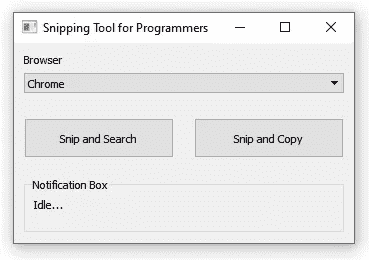 Snipping Tool for Programmers
Browser
Chrome
Snip and Search
Snip and Copy
Notification Box
Idle...